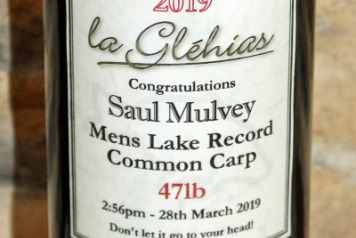 2019
la Gléhias
Congratulations
Saul Mulvey
Mens Lake Record
Common Carp
47lb
2:56pm - 28th March 2019
Don't let it go to your head!